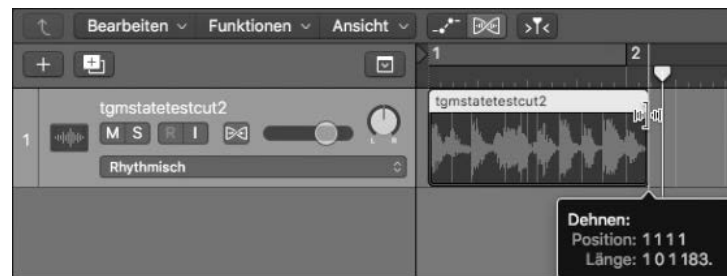 Bearbeiten Funktionen Ansicht
1 2
tgmstatetestcut2
tgmstatetestcut2
L R
1
M S R I
Rhythmisch
Dehnen:
Position: 1 1 1 1
Länge: 1 0 1 183.